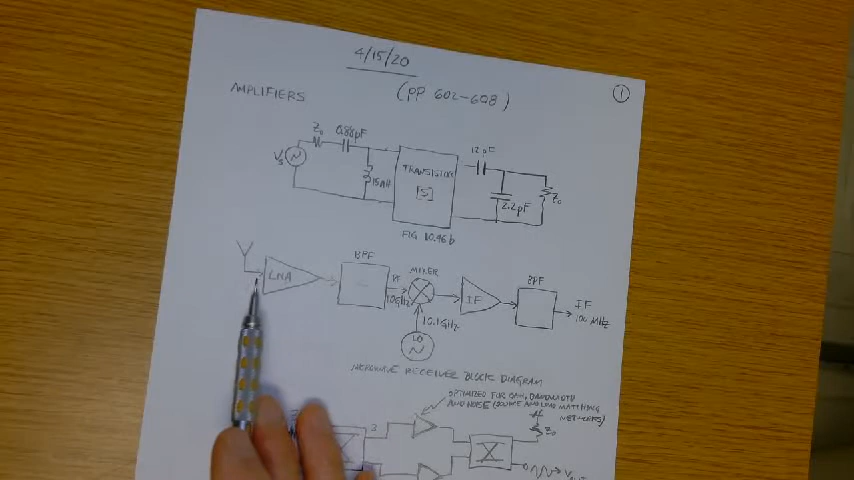 4/15/20
(PP 602-608)
1
AMPLIFIERS
Z₀ 0.88pF
12pF
Vs
15nH
TRANSISTOR
[S]
2.2pF
Z₀
FIG 10.46b
BPF
MIXER
BPF
LNA
RF
10GHz
IF
IF
100 MHz
10.1GHz
LO
MICROWAVE RECEIVER BLOCK DIAGRAM
OPTIMIZED FOR GAIN, BANDWIDTH
AND NOISE (SOURCE AND LOAD MATCHING
NETWORKS)
3
Z₀